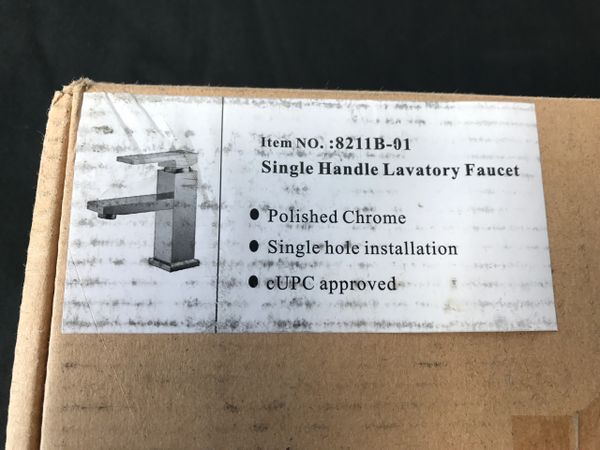 Item NO. :8211B-01
Single Handle Lavatory Faucet
● Polished Chrome
● Single hole installation
● cUPC approved